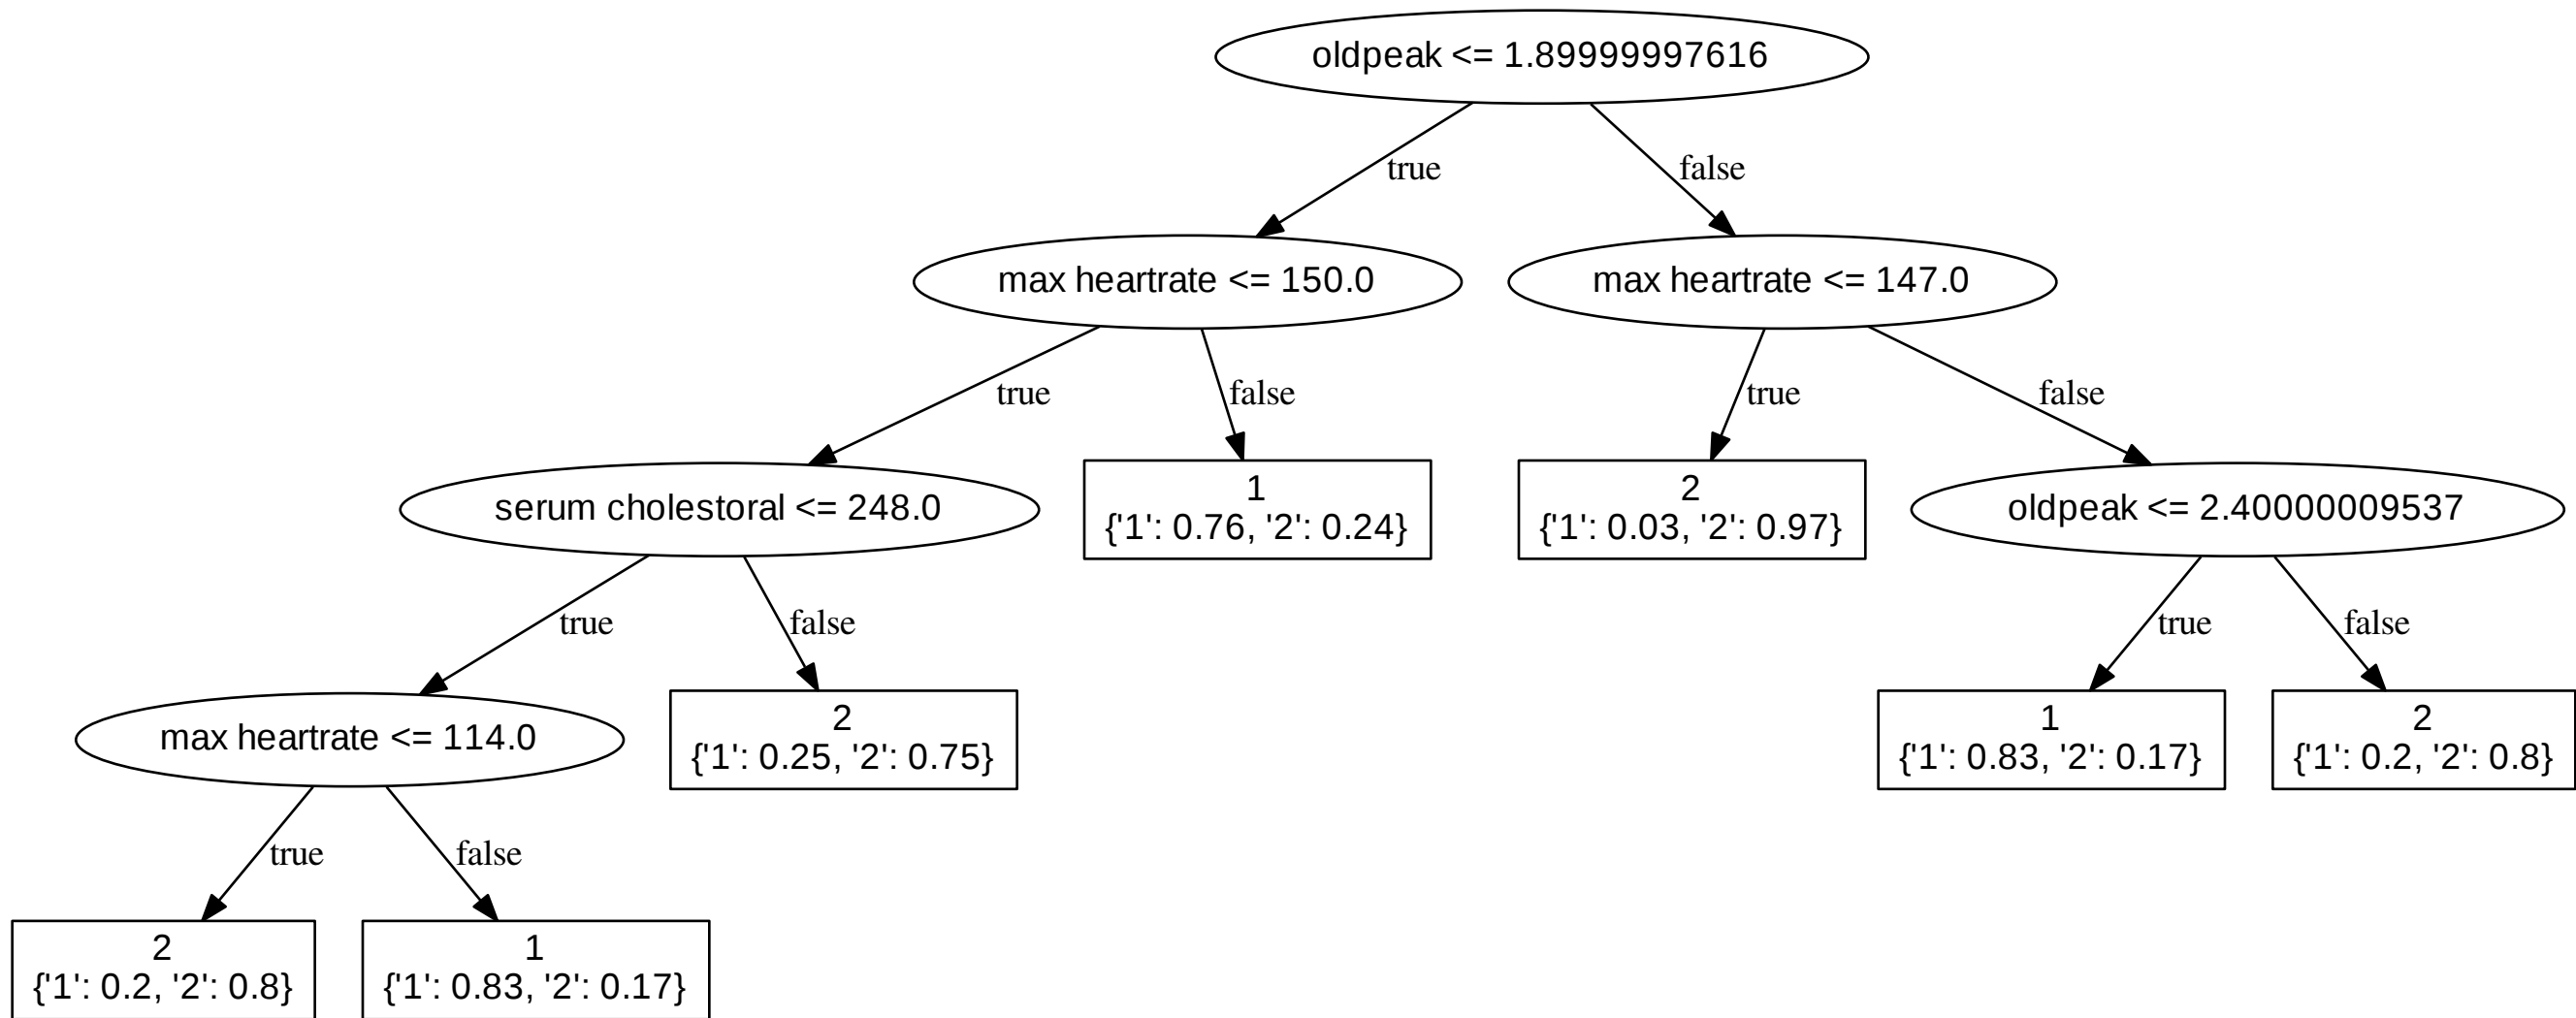 oldpeak <= 1.89999997616
true
false
max heartrate <= 150.0
max heartrate <= 147.0
true
false
true
false
serum cholestoral <= 248.0
1
{'1': 0.76, '2': 0.24}
2
{'1': 0.03, '2': 0.97}
oldpeak <= 2.40000009537
true
false
true
false
max heartrate <= 114.0
2
{'1': 0.25, '2': 0.75}
1
{'1': 0.83, '2': 0.17}
2
{'1': 0.2, '2': 0.8}
true
false
2
{'1': 0.2, '2': 0.8}
1
{'1': 0.83, '2': 0.17}